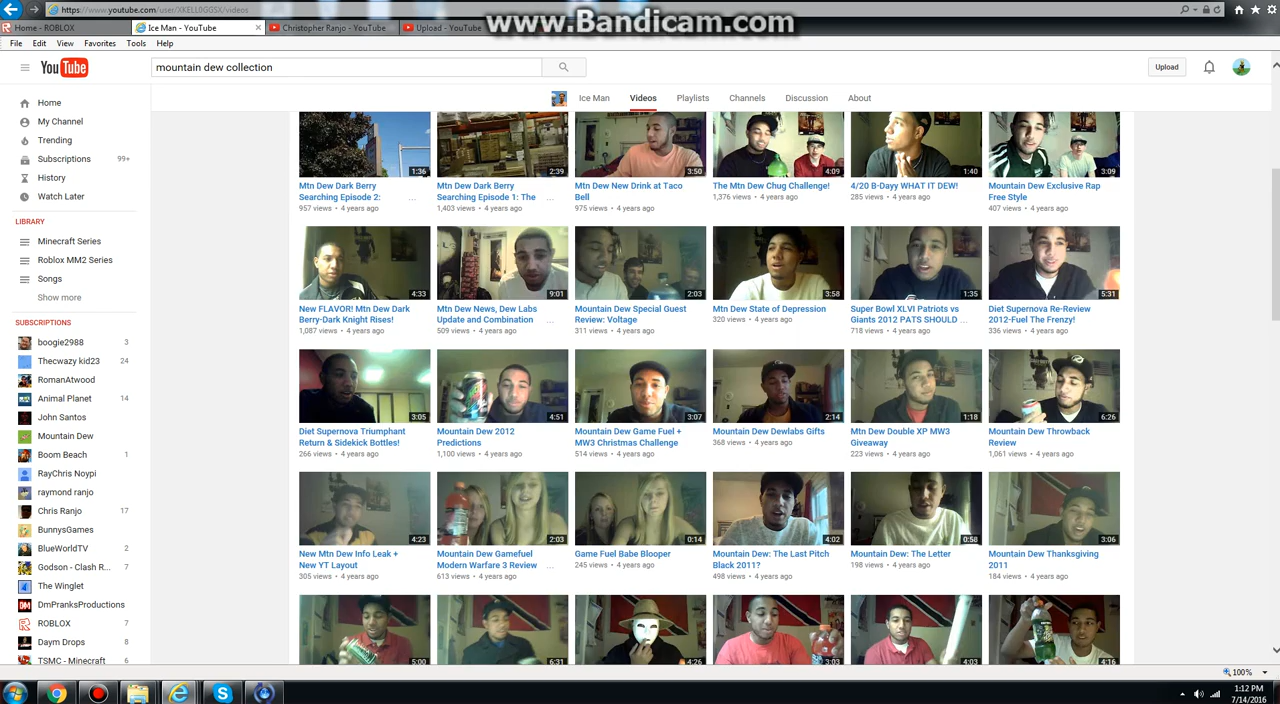 https://www.youtube.com/user/XKELL0GGSX/videos
www.Bandicam.com
Home - ROBLOX
Ice Man - YouTube
Christopher Ranjo - YouTube
Upload - YouTube
File Edit View Favorites Tools Help
YouTube
mountain dew collection
Upload
Ice Man Videos Playlists Channels Discussion About
Home
My Channel
Trending
Subscriptions 99+
History
Watch Later
LIBRARY
Minecraft Series
Roblox MM2 Series
Songs
Show more
SUBSCRIPTIONS
boogie2988 3
Thecwazy kid23 24
RomanAtwood
Animal Planet 14
John Santos
Mountain Dew
Boom Beach 1
RayChris Noypi
raymond ranjo
Chris Ranjo 17
BunnysGames
BlueWorldTV 2
Godson - Clash R... 7
The Winglet
DmPranksProductions
ROBLOX 7
Daym Drops 8
TSMC - Minecraft 6
1:36
Mtn Dew Dark Berry
Searching Episode 2: ...
957 views • 4 years ago
2:39
Mtn Dew Dark Berry
Searching Episode 1: The ...
1,403 views • 4 years ago
3:50
Mtn Dew New Drink at Taco
Bell
975 views • 4 years ago
4:09
The Mtn Dew Chug Challenge!
1,376 views • 4 years ago
1:40
4/20 B-Dayy WHAT IT DEW!
285 views • 4 years ago
3:09
Mountain Dew Exclusive Rap
Free Style
407 views • 4 years ago
4:33
New FLAVOR! Mtn Dew Dark
Berry-Dark Knight Rises!
1,087 views • 4 years ago
9:01
Mtn Dew News, Dew Labs
Update and Combination ...
509 views • 4 years ago
2:03
Mountain Dew Special Guest
Review: Voltage
311 views • 4 years ago
3:58
Mtn Dew State of Depression
320 views • 4 years ago
1:35
Super Bowl XLVI Patriots vs
Giants 2012 PATS SHOULD ...
718 views • 4 years ago
5:31
Diet Supernova Re-Review
2012-Fuel The Frenzy!
336 views • 4 years ago
3:05
Diet Supernova Triumphant
Return & Sidekick Bottles!
266 views • 4 years ago
4:51
Mountain Dew 2012
Predictions
1,100 views • 4 years ago
3:07
Mountain Dew Game Fuel +
MW3 Christmas Challenge
514 views • 4 years ago
2:14
Mountain Dew Dewlabs Gifts
368 views • 4 years ago
1:18
Mtn Dew Double XP MW3
Giveaway
223 views • 4 years ago
6:26
Mountain Dew Throwback
Review
1,061 views • 4 years ago
4:23
New Mtn Dew Info Leak +
New YT Layout
305 views • 4 years ago
2:03
Mountain Dew Gamefuel
Modern Warfare 3 Review ...
613 views • 4 years ago
0:14
Game Fuel Babe Blooper
245 views • 4 years ago
4:02
Mountain Dew: The Last Pitch
Black 2011?
498 views • 4 years ago
0:58
Mountain Dew: The Letter
198 views • 4 years ago
3:06
Mountain Dew Thanksgiving
2011
184 views • 4 years ago
5:00
6:31
4:26
3:03
4:03
4:16
100%
1:12 PM
7/14/2016